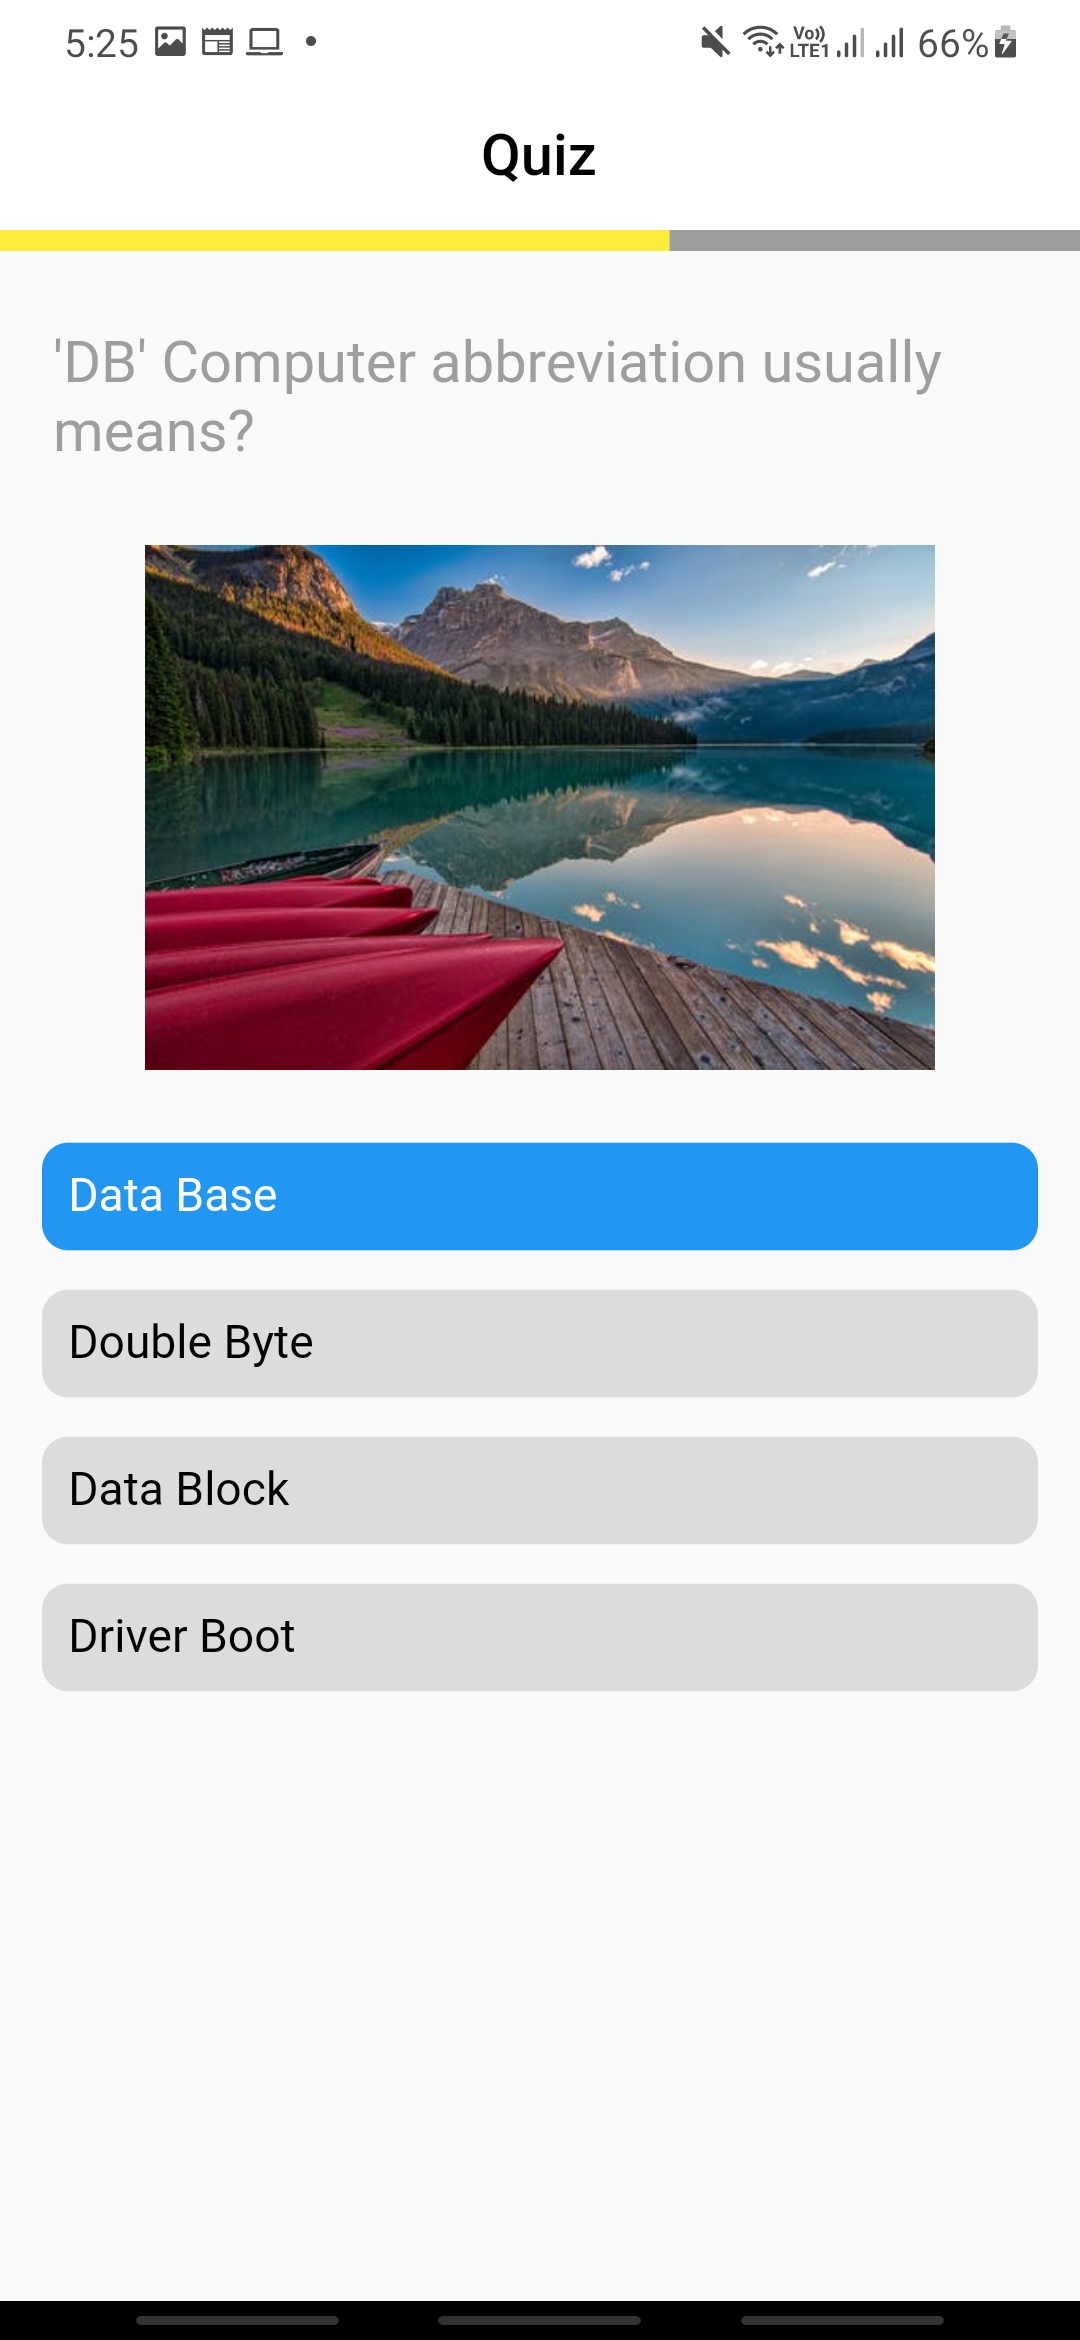 5:25
Vo)) LTE1 66%
Quiz
'DB' Computer abbreviation usually
means?
Data Base
Double Byte
Data Block
Driver Boot